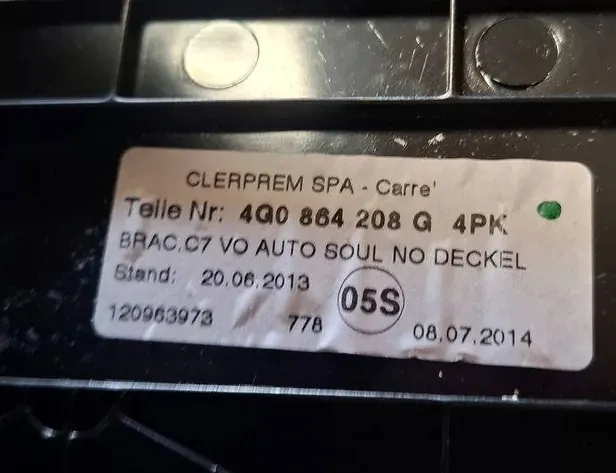 CLERPREM SPA - Carre'
Teile Nr: 4G0 864 208 G 4PK
BRAC.C7 VO AUTO SOUL NO DECKEL
Stand: 20.06.2013 05S
120963973 778 08.07.2014